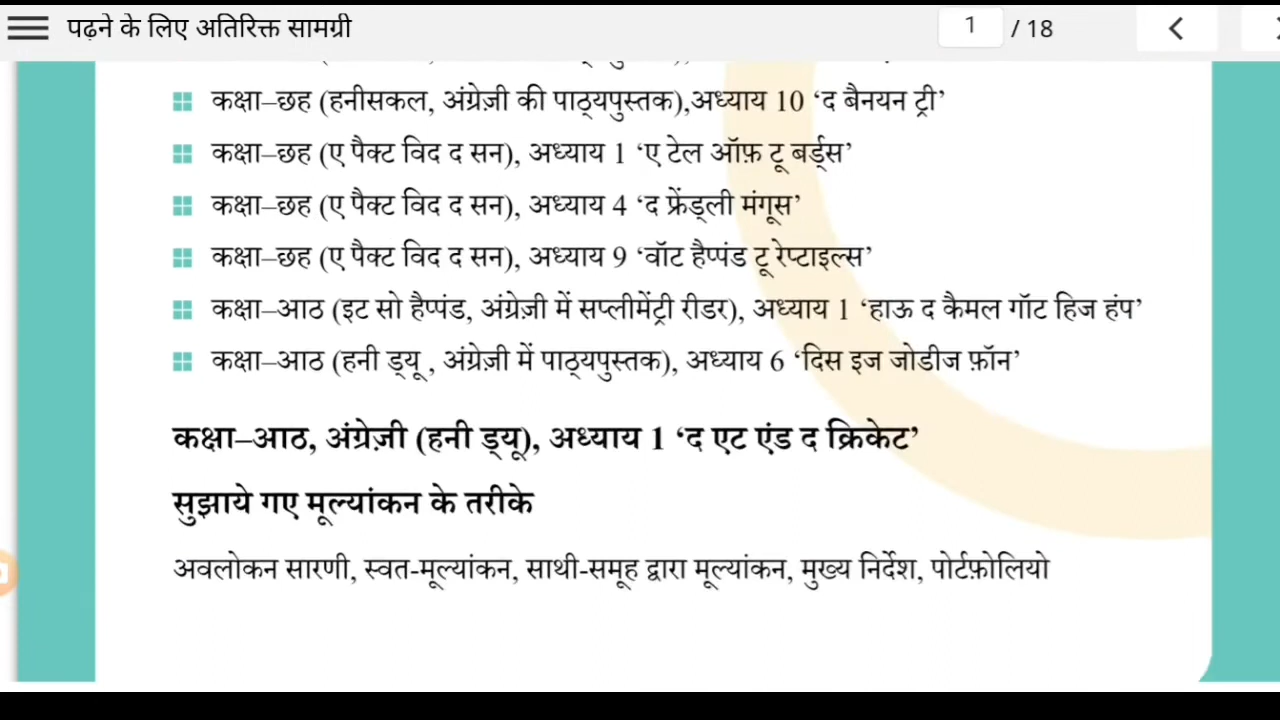 पढ़ने के लिए अतिरिक्त सामग्री
1 / 18
कक्षा–छह (हनीसकल, अंग्रेज़ी की पाठ्यपुस्तक),अध्याय 10 ‘द बैनयन ट्री’
कक्षा–छह (ए पैक्ट विद द सन), अध्याय 1 ‘ए टेल ऑफ़ टू बर्ड्स’
कक्षा–छह (ए पैक्ट विद द सन), अध्याय 4 ‘द फ्रेंड्ली मंगूस’
कक्षा–छह (ए पैक्ट विद द सन), अध्याय 9 ‘वॉट हैप्पंड टू रेप्टाइल्स’
कक्षा–आठ (इट सो हैप्पंड, अंग्रेज़ी में सप्लीमेंट्री रीडर), अध्याय 1 ‘हाऊ द कैमल गॉट हिज हंप’
कक्षा–आठ (हनी ड्यू , अंग्रेज़ी में पाठ्यपुस्तक), अध्याय 6 ‘दिस इज जोडीज फ़ॉन’
कक्षा–आठ, अंग्रेज़ी (हनी ड्यू), अध्याय 1 ‘द एट एंड द क्रिकेट’
सुझाये गए मूल्यांकन के तरीके
अवलोकन सारणी, स्वत-मूल्यांकन, साथी-समूह द्वारा मूल्यांकन, मुख्य निर्देश, पोर्टफ़ोलियो